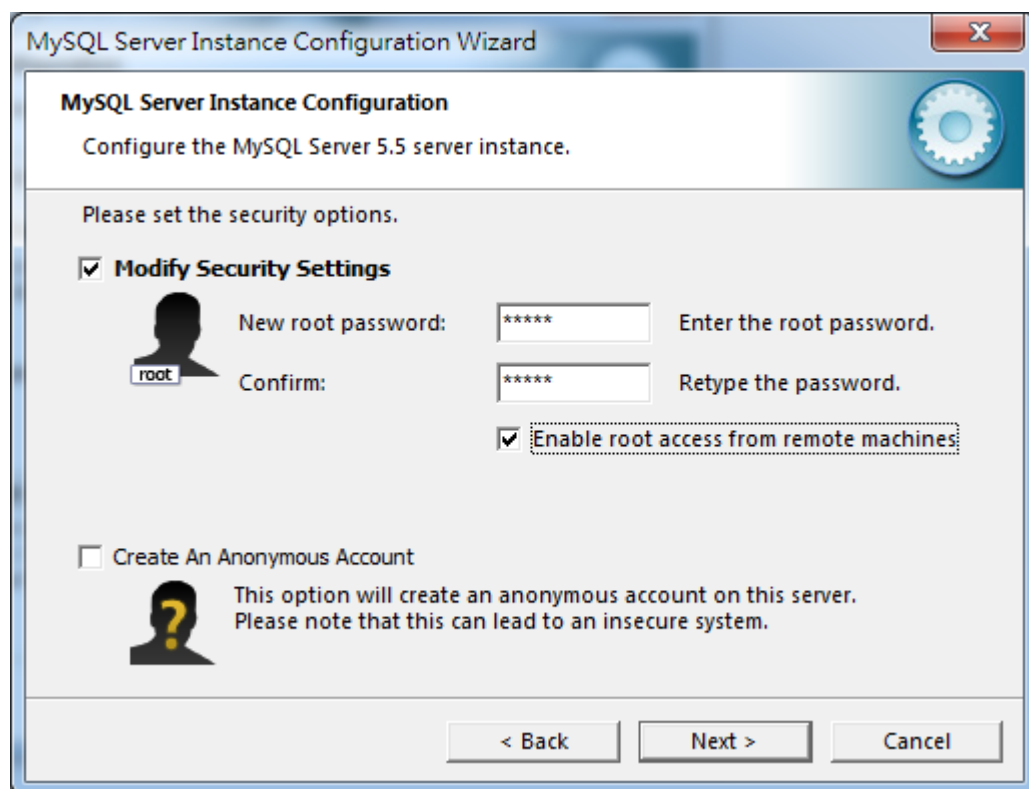 MySQL Server Instance Configuration Wizard
MySQL Server Instance Configuration
Configure the MySQL Server 5.5 server instance.
Please set the security options.
Modify Security Settings
root
New root password:
*****
Enter the root password.
Confirm:
*****
Retype the password.
Enable root access from remote machines
Create An Anonymous Account
?
This option will create an anonymous account on this server.
Please note that this can lead to an insecure system.
< Back
Next >
Cancel